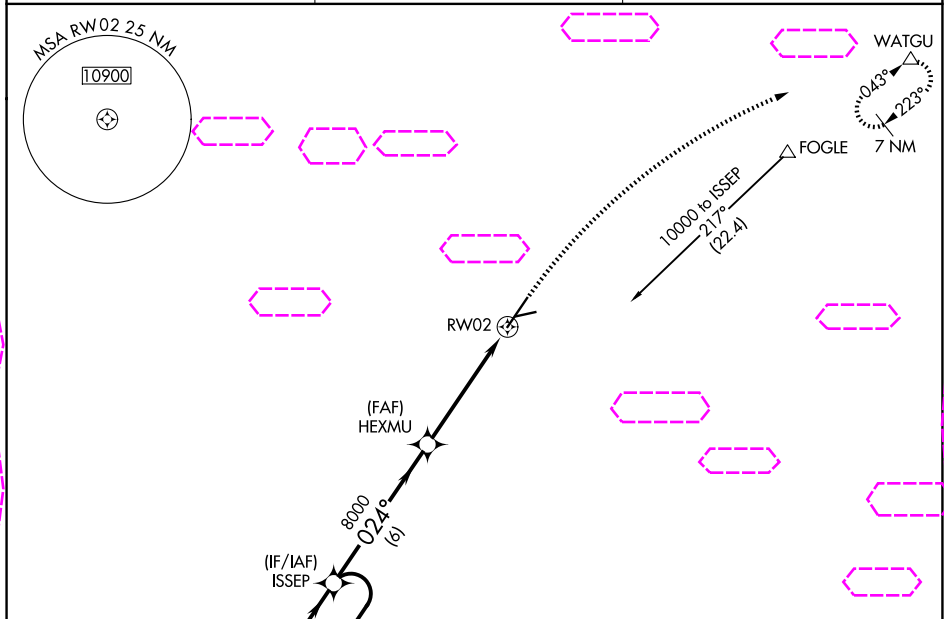 MSA RW02 25 NM
10900
WATGU
043°
223°
7 NM
FOGLE
10000 to ISSEP
217°
(22.4)
RW02
(FAF)
HEXMU
8000
024°
(6)
(IF/IAF)
ISSEP